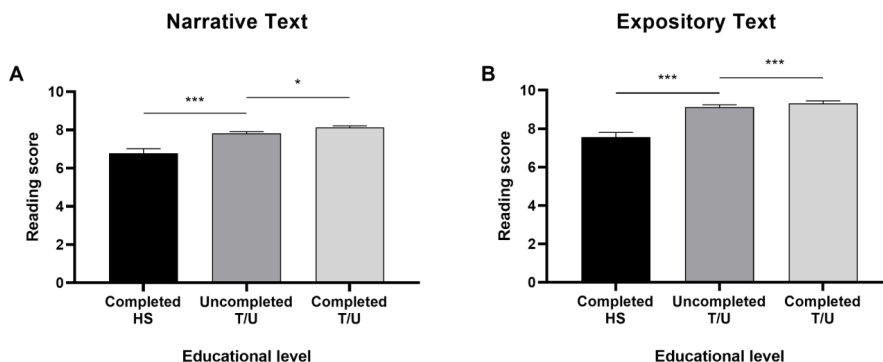 Narrative Text
A
***
*
10
8
6
4
2
0
Reading score
Completed HS
Uncompleted T/U
Completed T/U
Educational level
Expository Text
B
***
***
10
8
6
4
2
0
Reading score
Completed HS
Uncompleted T/U
Completed T/U
Educational level